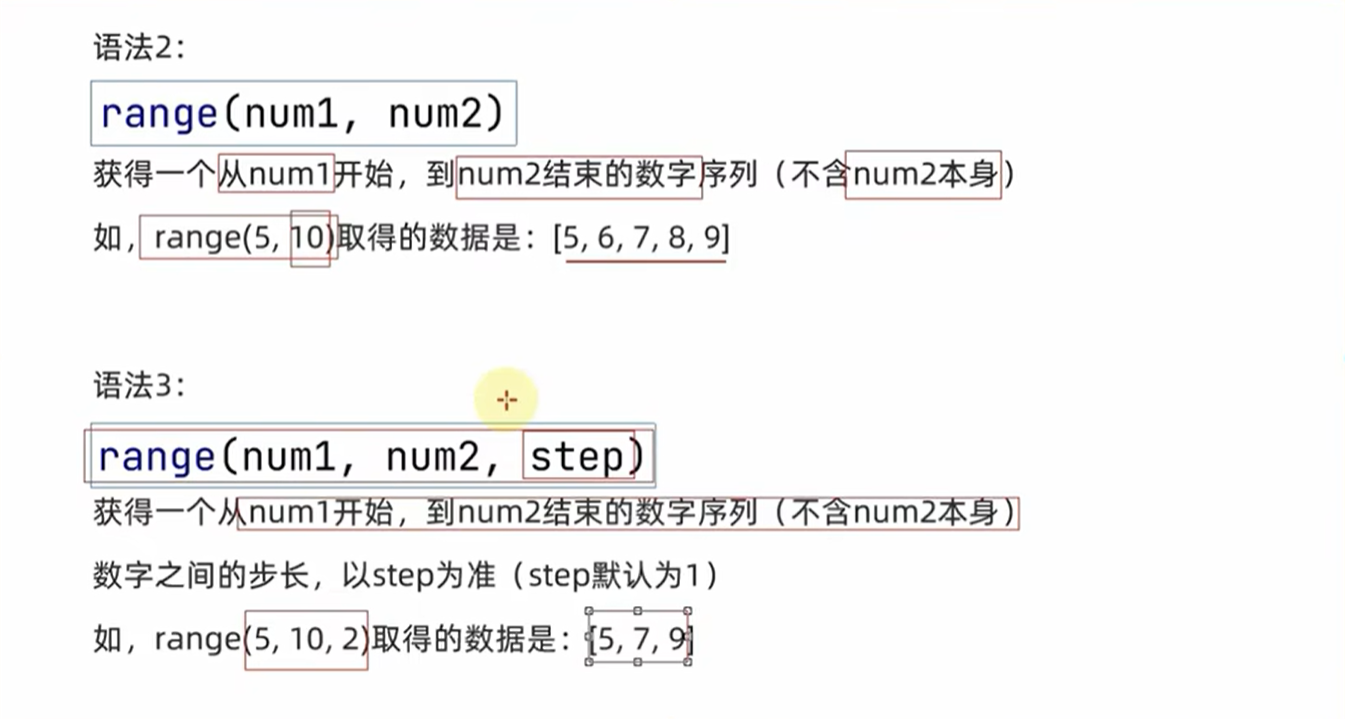 语法2：
range(num1, num2)
获得一个从num1开始，到num2结束的数字序列（不含num2本身）
如，range(5, 10)取得的数据是：[5, 6, 7, 8, 9]
语法3：
range(num1, num2, step)
获得一个从num1开始，到num2结束的数字序列（不含num2本身）
数字之间的步长，以step为准（step默认为1）
如，range(5, 10, 2)取得的数据是：[5, 7, 9]